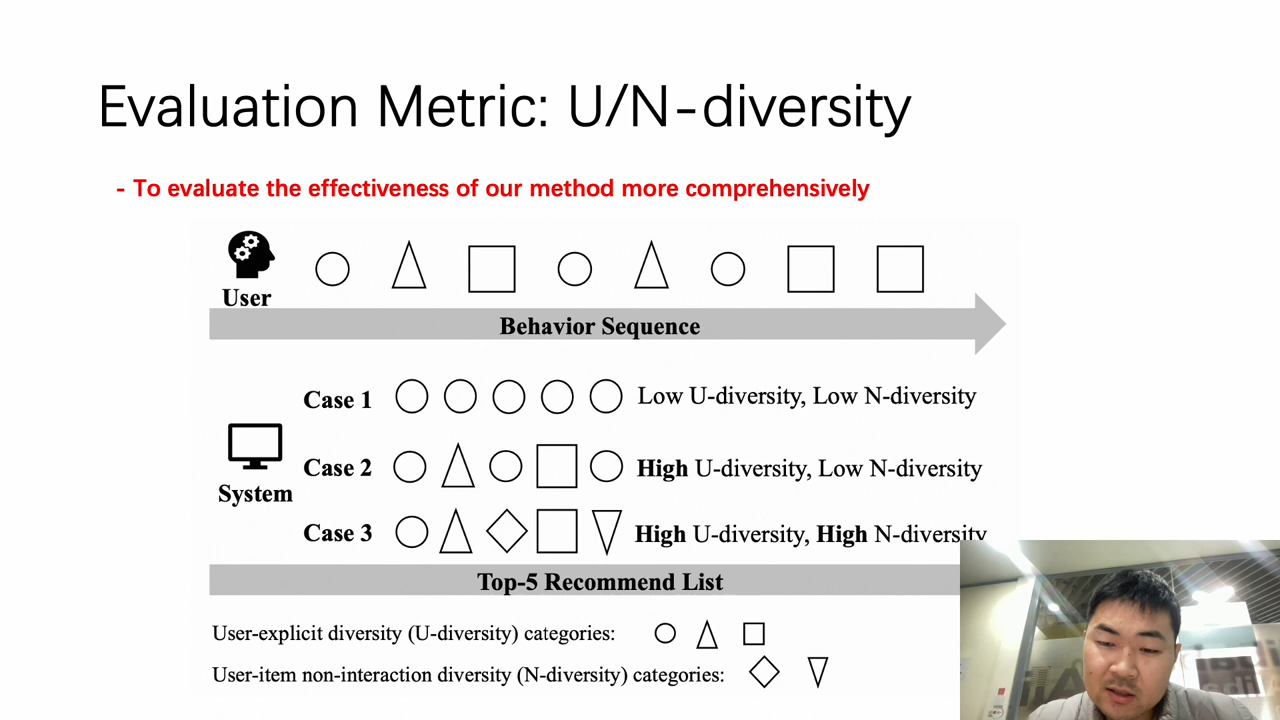 Evaluation Metric: U/N-diversity
- To evaluate the effectiveness of our method more comprehensively
User
Behavior Sequence
Case 1
Low U-diversity, Low N-diversity
Case 2
High U-diversity, Low N-diversity
System
Case 3
High U-diversity, High N-diversity
Top-5 Recommend List
User-explicit diversity (U-diversity) categories:
User-item non-interaction diversity (N-diversity) categories: